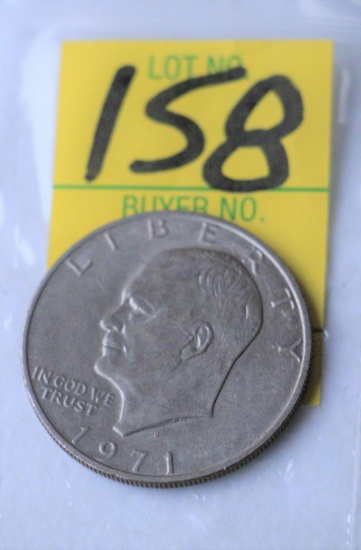 LOT NO.
158
BUYER NO.
LIBERTY
IN GOD WE
TRUST
1971